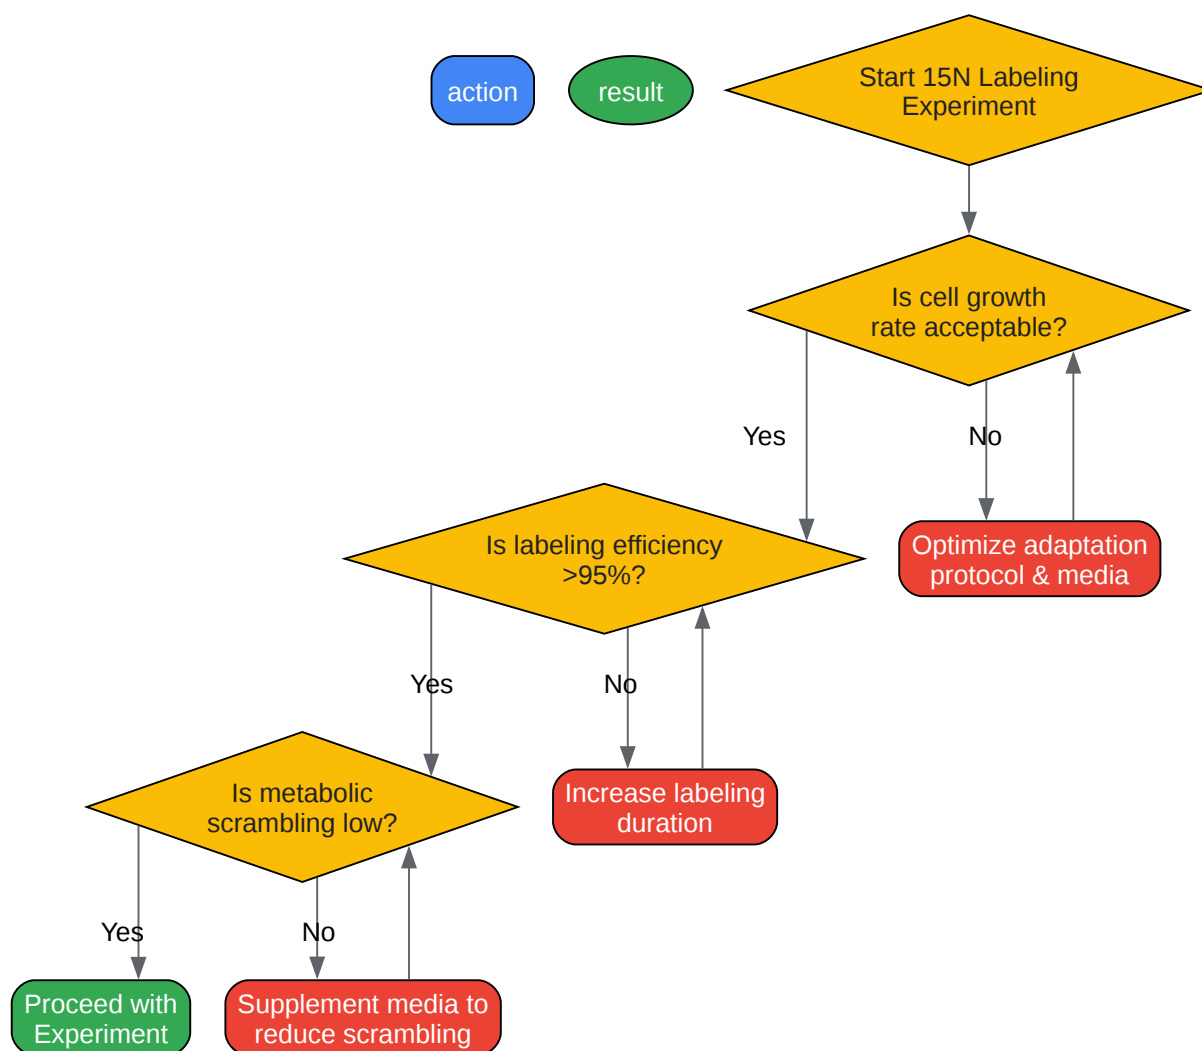 action
result
Start 15N Labeling
Experiment
Is cell growth
rate acceptable?
Yes
No
Is labeling efficiency
>95%?
Optimize adaptation
protocol & media
Yes
No
Is metabolic
scrambling low?
Increase labeling
duration
Yes
No
Proceed with
Experiment
Supplement media to
reduce scrambling